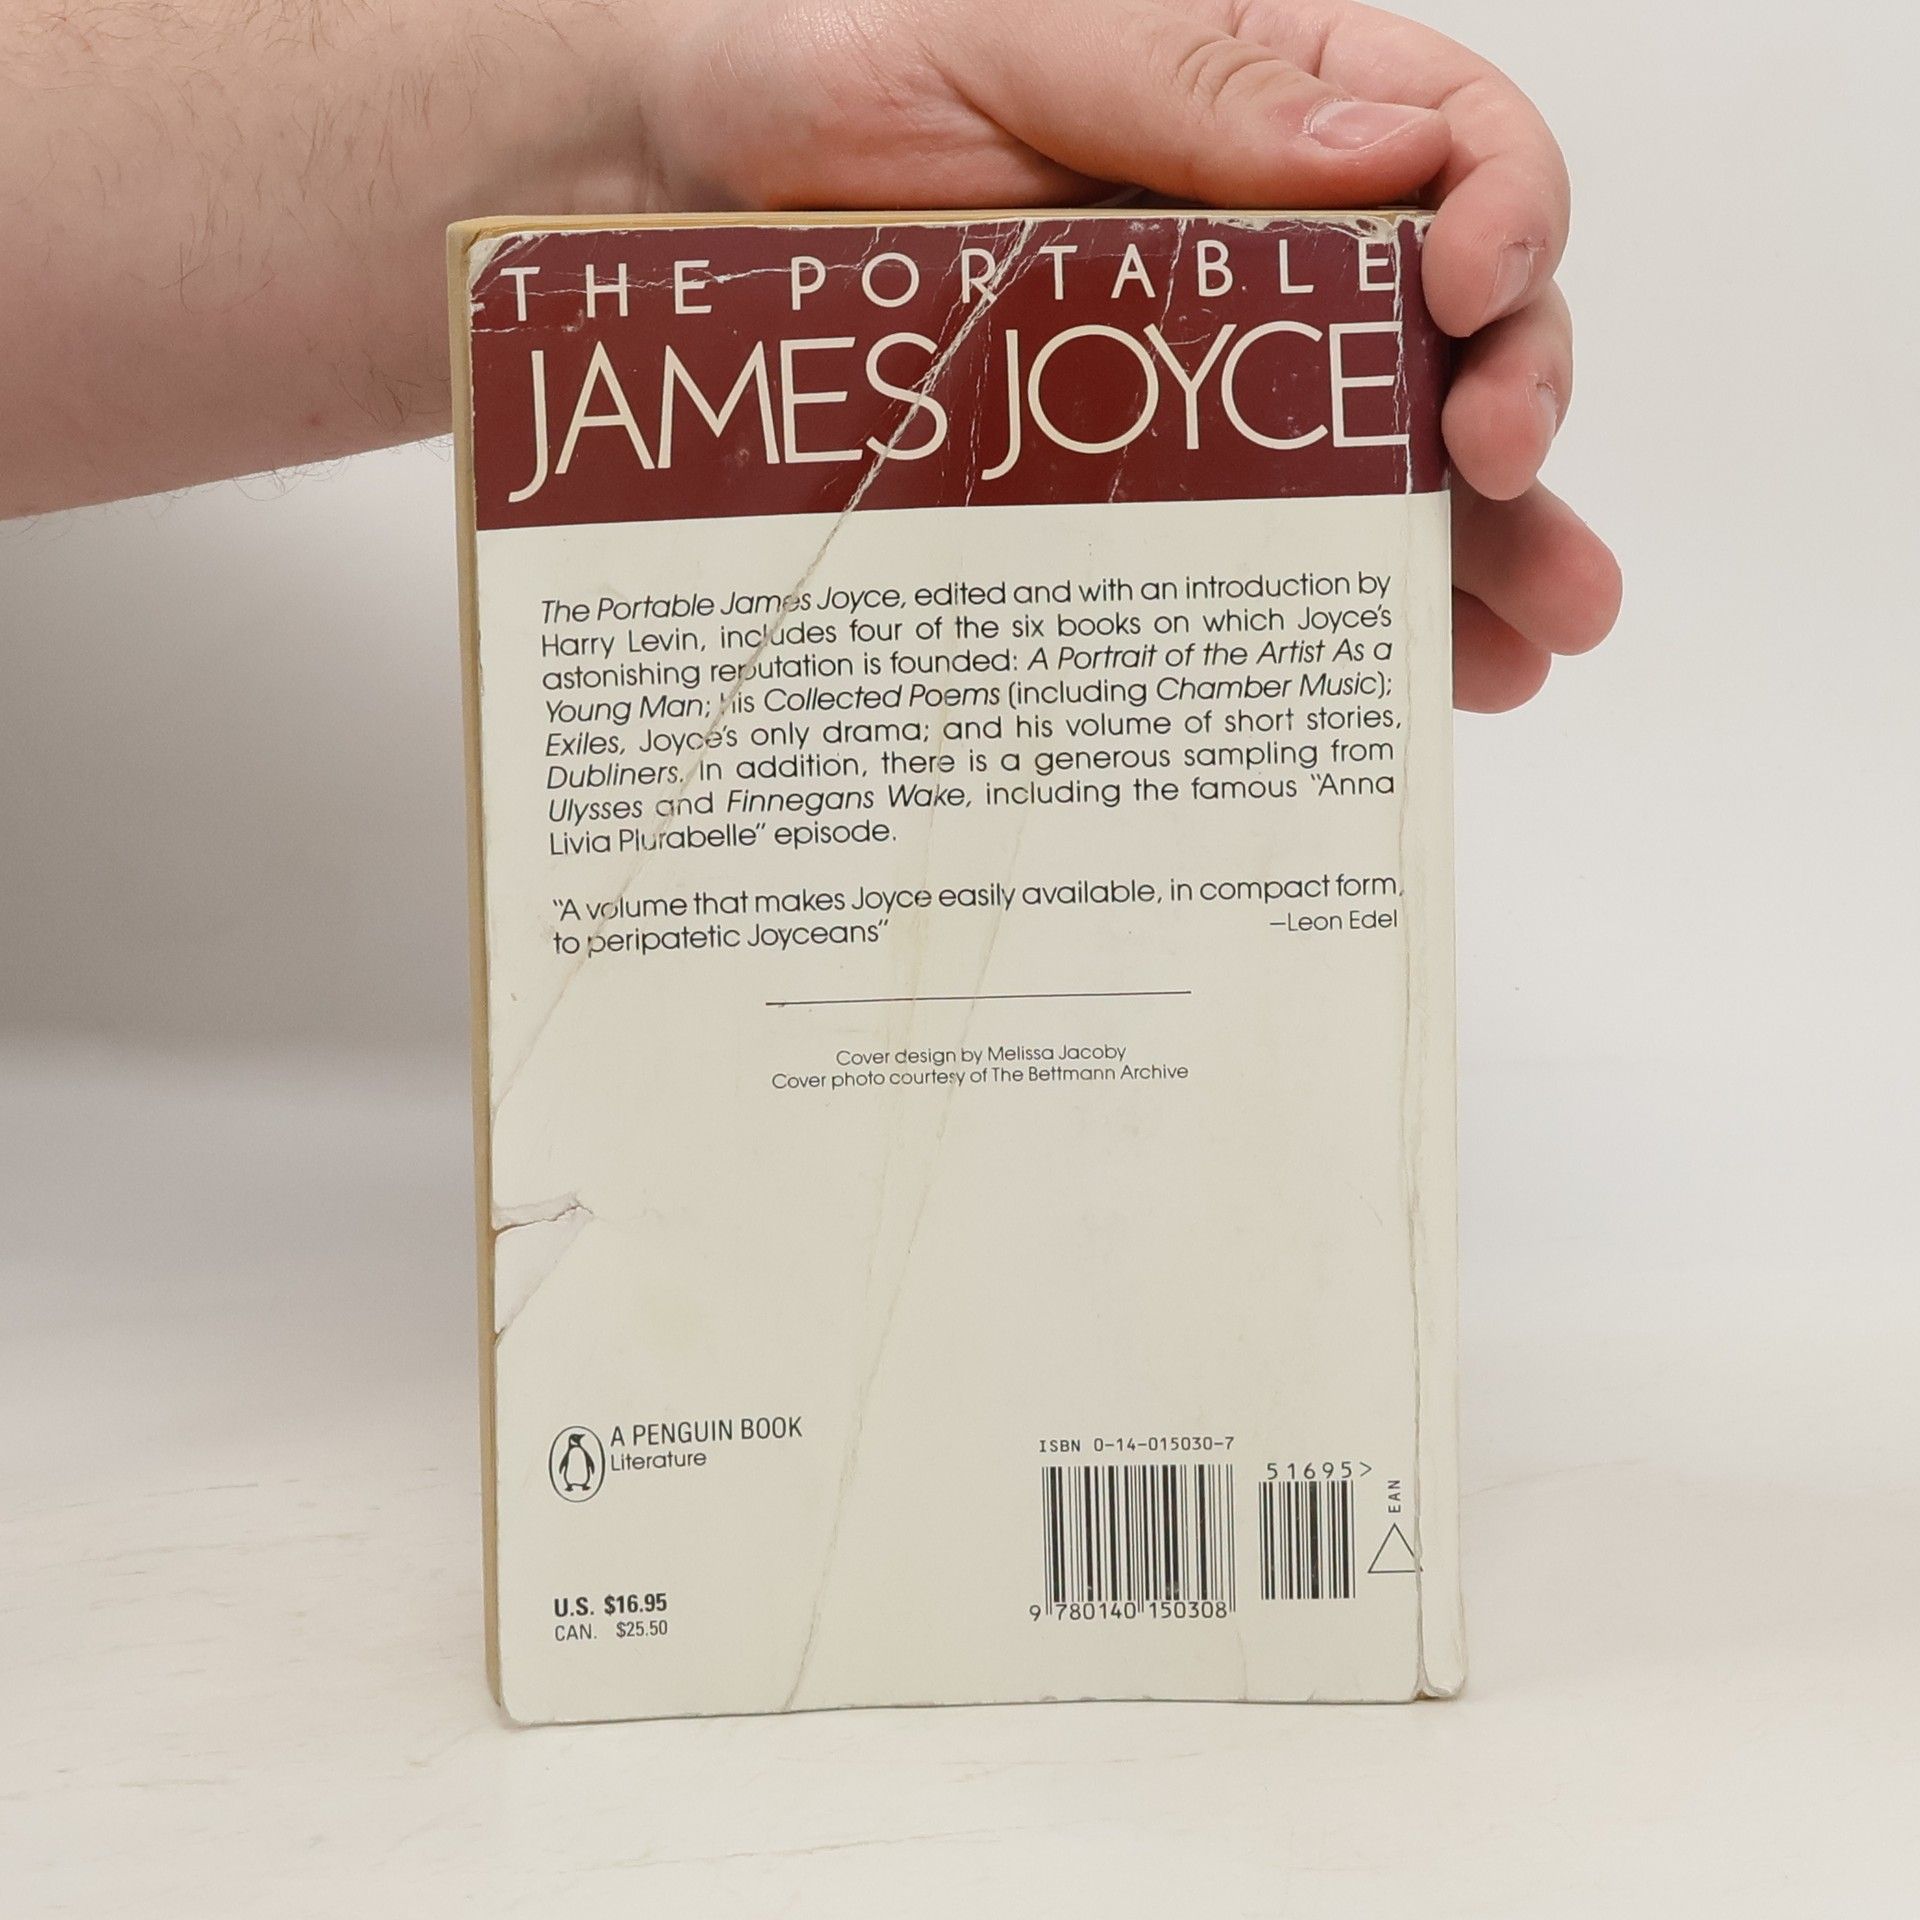 THE PORTABLE
JAMES JOYCE
The Portable James Joyce, edited and with an introduction by
Harry Levin, includes four of the six books on which Joyce's
astonishing reputation is founded: A Portrait of the Artist As a
Young Man; his Collected Poems (including Chamber Music);
Exiles, Joyce's only drama; and his volume of short stories,
Dubliners. In addition, there is a generous sampling from
Ulysses and Finnegans Wake, including the famous "Anna
Livia Plurabelle" episode.
"A volume that makes Joyce easily available, in compact form,
to peripatetic Joyceans"
—Leon Edel
Cover design by Melissa Jacoby
Cover photo courtesy of The Bettmann Archive
A PENGUIN BOOK
Literature
U.S. $16.95
CAN. $25.50
ISBN 0-14-015030-7
51695>
EAN
9 780140 150308